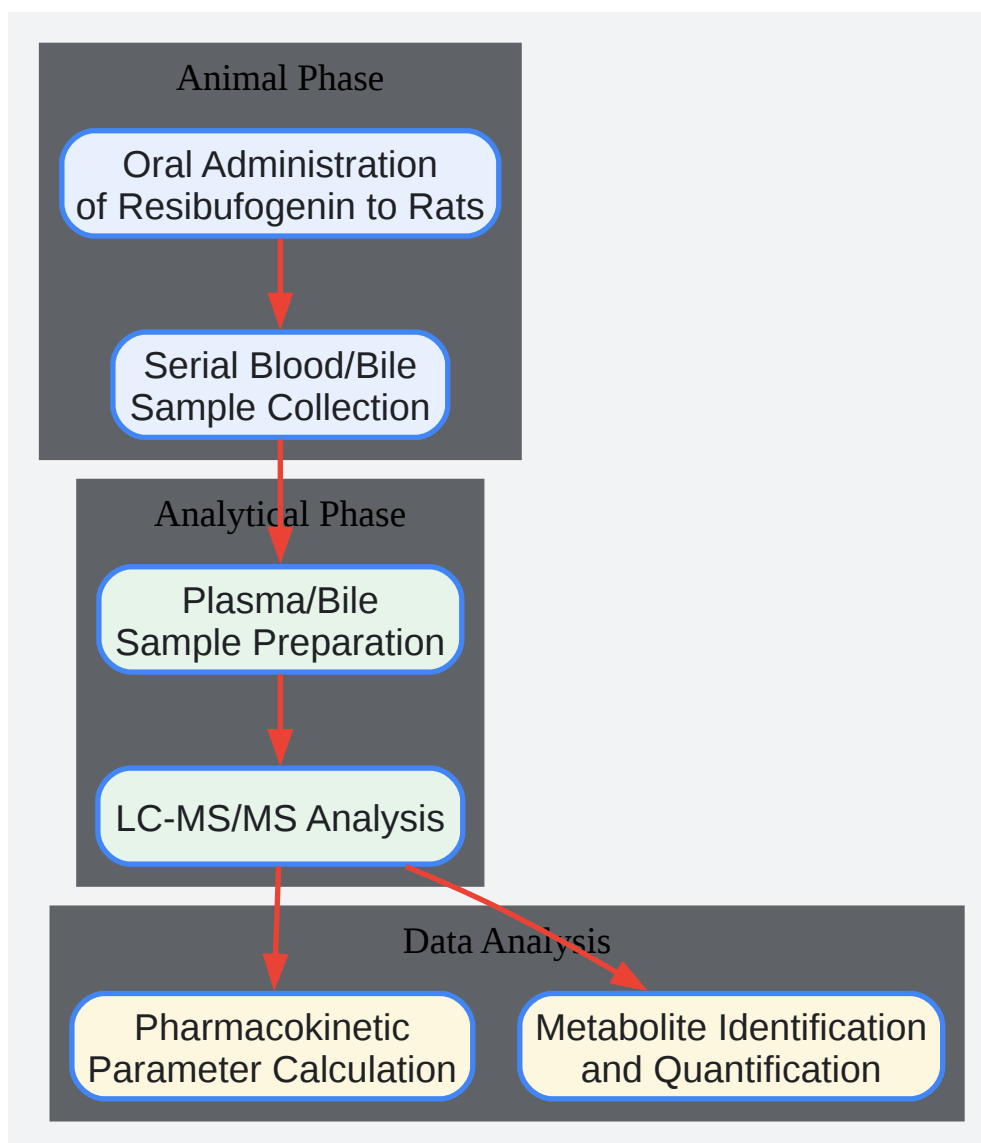 Animal Phase
Oral Administration
of Resibufogenin to Rats
Serial Blood/Bile
Sample Collection
Analytical Phase
Plasma/Bile
Sample Preparation
LC-MS/MS Analysis
Data Analysis
Pharmacokinetic
Parameter Calculation
Metabolite Identification
and Quantification